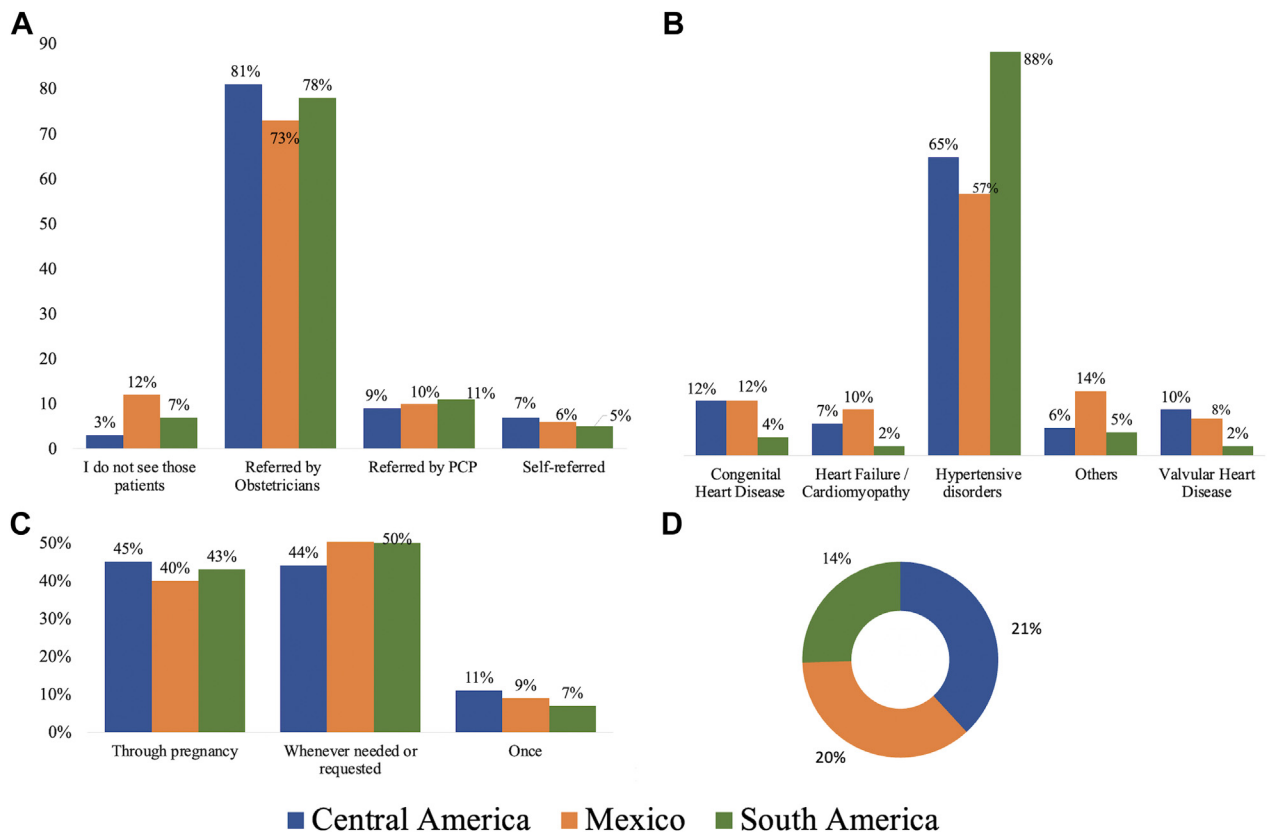 A
90
80
70
60
50
40
30
20
10
0
3%
12%
7%
81%
73%
78%
9%
10%
11%
7%
6%
5%
I do not see those
patients
Referred by
Obstetricians
Referred by PCP
Self-referred
B
12%
12%
4%
7%
10%
2%
65%
57%
88%
6%
14%
5%
10%
8%
2%
Congenital
Heart Disease
Heart Failure /
Cardiomyopathy
Hypertensive
disorders
Others
Valvular Heart
Disease
C
50%
40%
30%
20%
10%
0%
45%
40%
43%
44%
50%
11%
9%
7%
Through pregnancy
Whenever needed or
requested
Once
D
14%
21%
20%
Central America
Mexico
South America